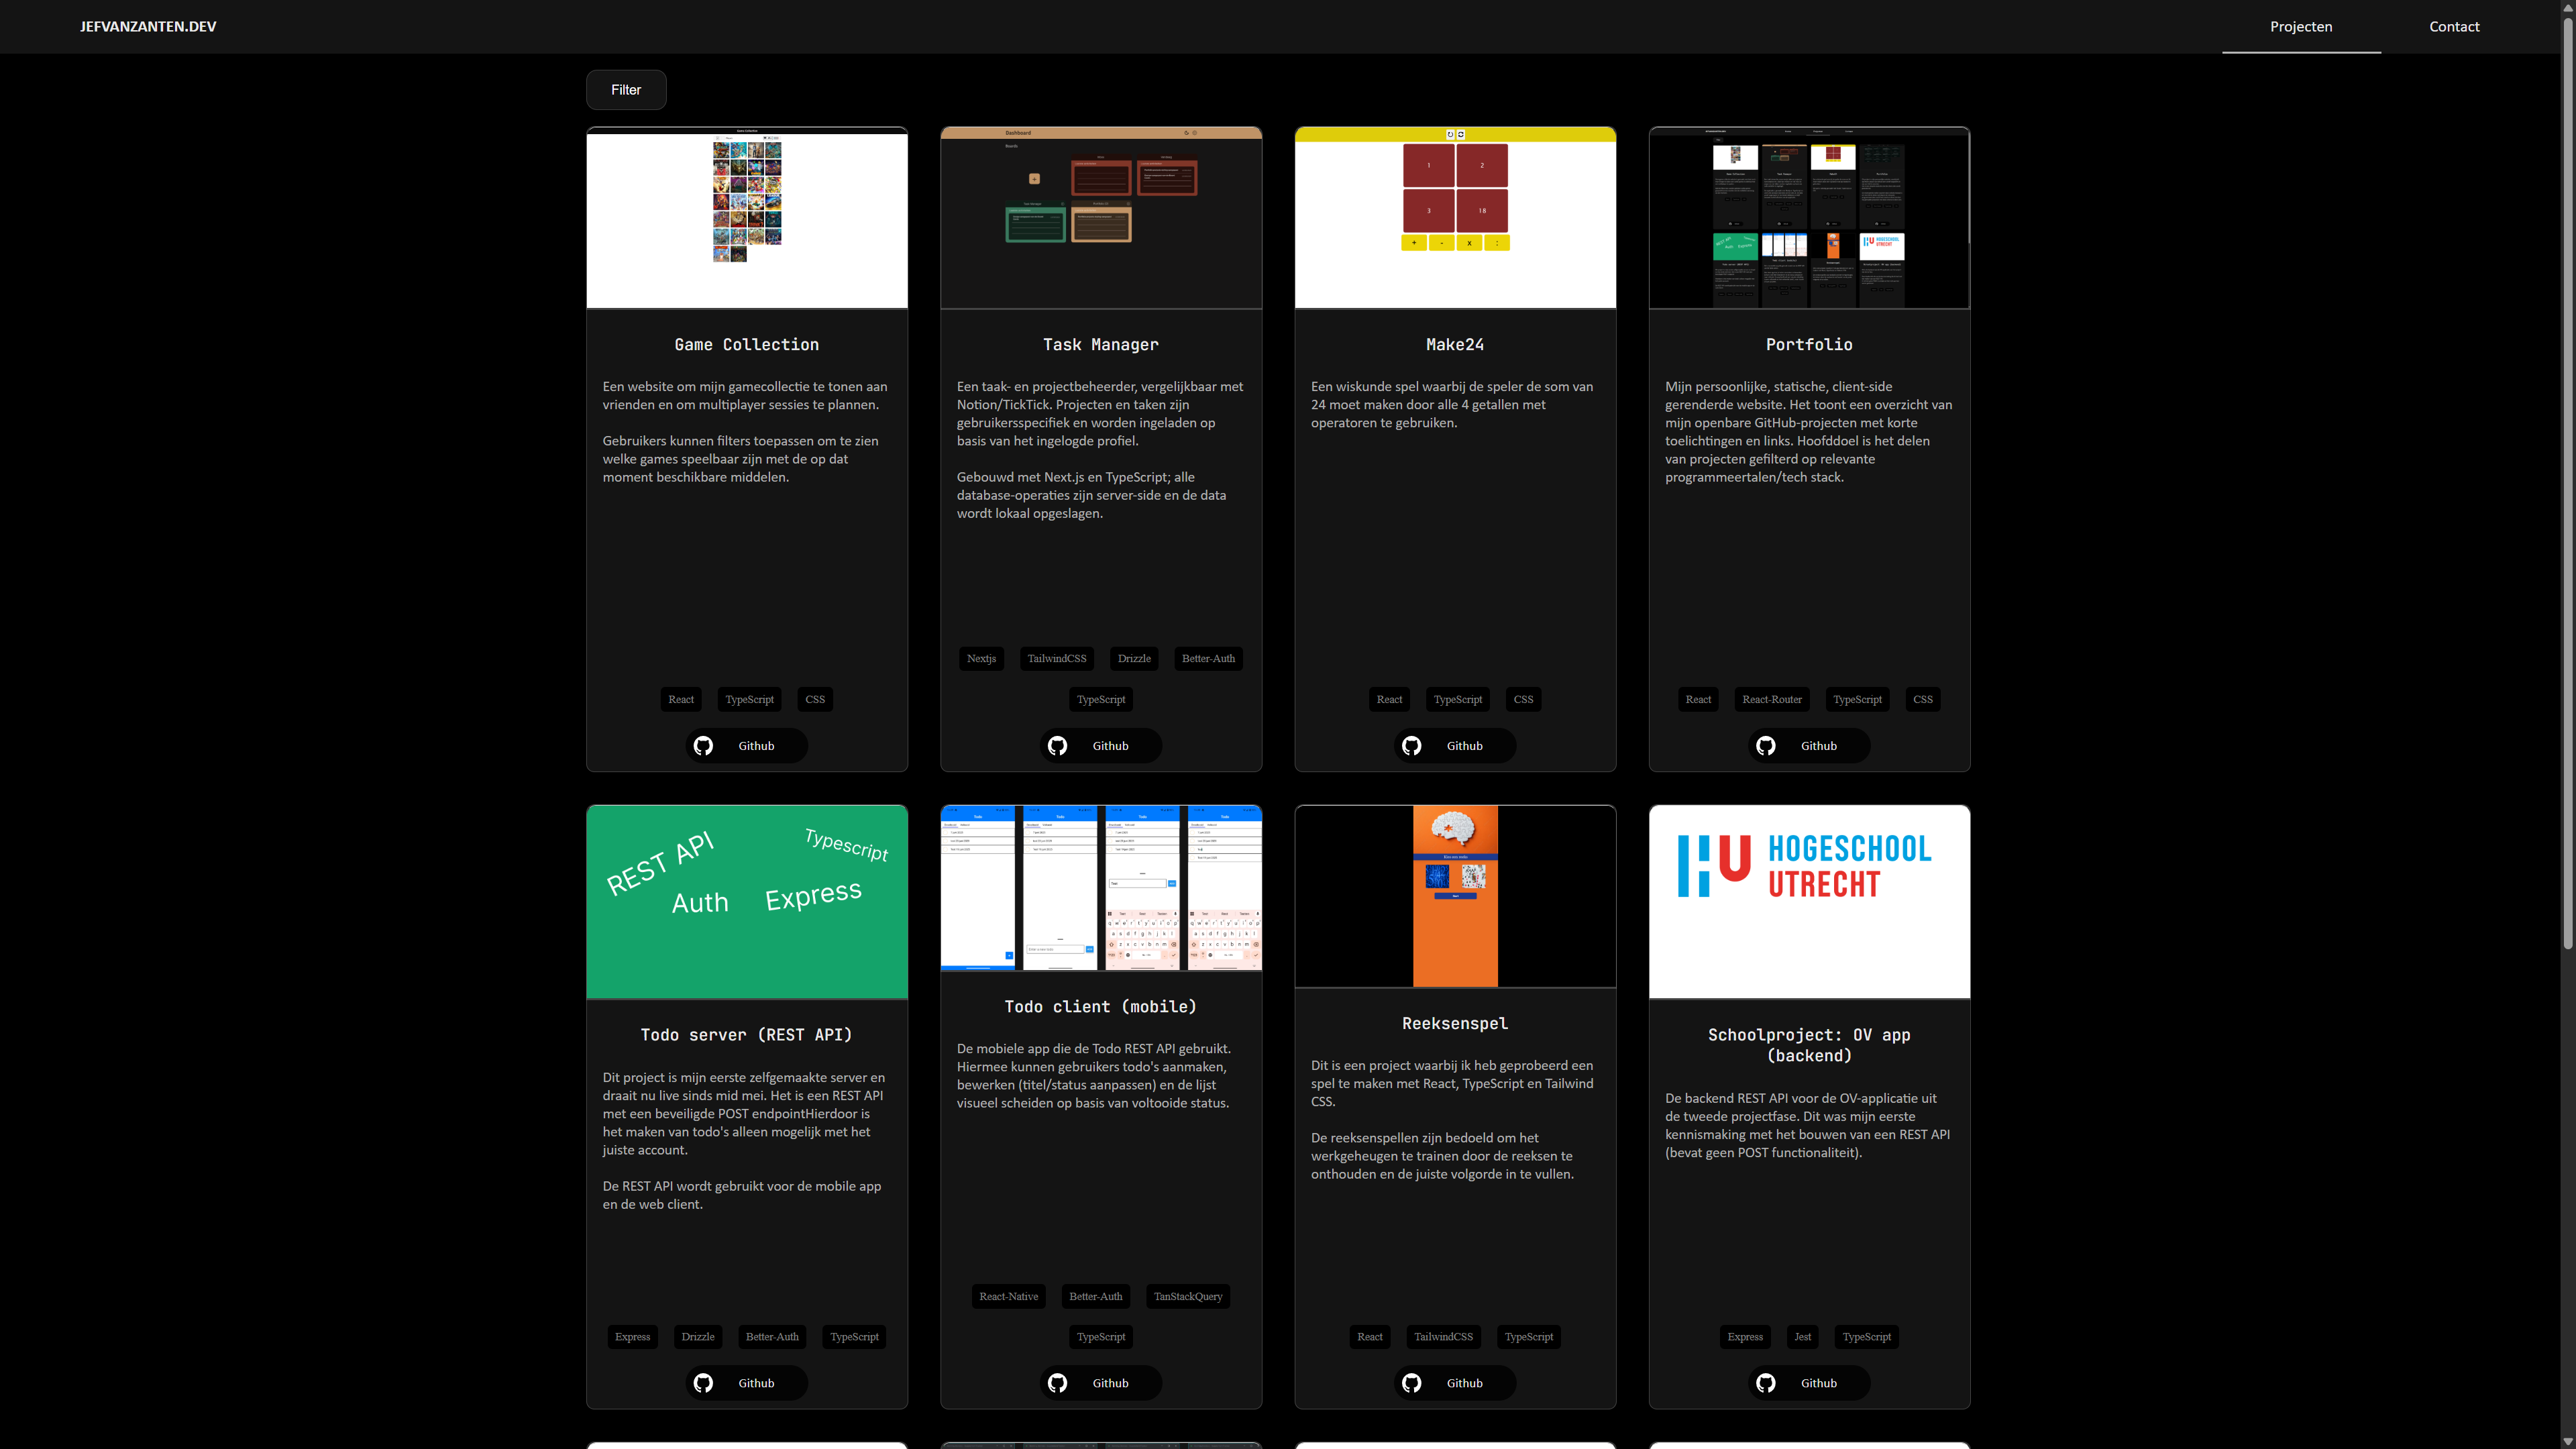 JEFVANZANTEN.DEV
Projecten
Contact
Filter
Dashboard
Boards
1
2
3
18
+ - x :
Game Collection
Een website om mijn gamecollectie te tonen aan
vrienden en om multiplayer sessies te plannen.
Gebruikers kunnen filters toepassen om te zien
welke games speelbaar zijn met de op dat
moment beschikbare middelen.
React TypeScript CSS
Github
Task Manager
Een taak- en projectbeheerder, vergelijkbaar met
Notion/TickTick. Projecten en taken zijn
gebruikersspecifiek en worden ingeladen op
basis van het ingelogde profiel.
Gebouwd met Next.js en TypeScript; alle
database-operaties zijn server-side en de data
wordt lokaal opgeslagen.
Nextjs TailwindCSS Drizzle Better-Auth
TypeScript
Github
Make24
Een wiskunde spel waarbij de speler de som van
24 moet maken door alle 4 getallen met
operatoren te gebruiken.
React TypeScript CSS
Github
Portfolio
Mijn persoonlijke, statische, client-side
gerenderde website. Het toont een overzicht van
mijn openbare GitHub-projecten met korte
toelichtingen en links. Hoofddoel is het delen
van projecten gefilterd op relevante
programmeertalen/tech stack.
React React-Router TypeScript CSS
Github
REST API
Typescript
Auth
Express
Todo server (REST API)
Dit project is mijn eerste zelfgemaakte server en
draait nu live sinds mid mei. Het is een REST API
met een beveiligde POST endpointHierdoor is
het maken van todo's alleen mogelijk met het
juiste account.
De REST API wordt gebruikt voor de mobile app
en de web client.
Express Drizzle Better-Auth TypeScript
Github
Todo client (mobile)
De mobiele app die de Todo REST API gebruikt.
Hiermee kunnen gebruikers todo's aanmaken,
bewerken (titel/status aanpassen) en de lijst
visueel scheiden op basis van voltooide status.
React-Native Better-Auth TanStackQuery
TypeScript
Github
Reeksenspel
Dit is een project waarbij ik heb geprobeerd een
spel te maken met React, TypeScript en Tailwind
CSS.
De reeksenspellen zijn bedoeld om het
werkgeheugen te trainen door de reeksen te
onthouden en de juiste volgorde in te vullen.
React TailwindCSS TypeScript
Github
HU HOGESCHOOL
UTRECHT
Schoolproject: OV app
(backend)
De backend REST API voor de OV-applicatie uit
de tweede projectfase. Dit was mijn eerste
kennismaking met het bouwen van een REST API
(bevat geen POST functionaliteit).
Express Jest TypeScript
Github